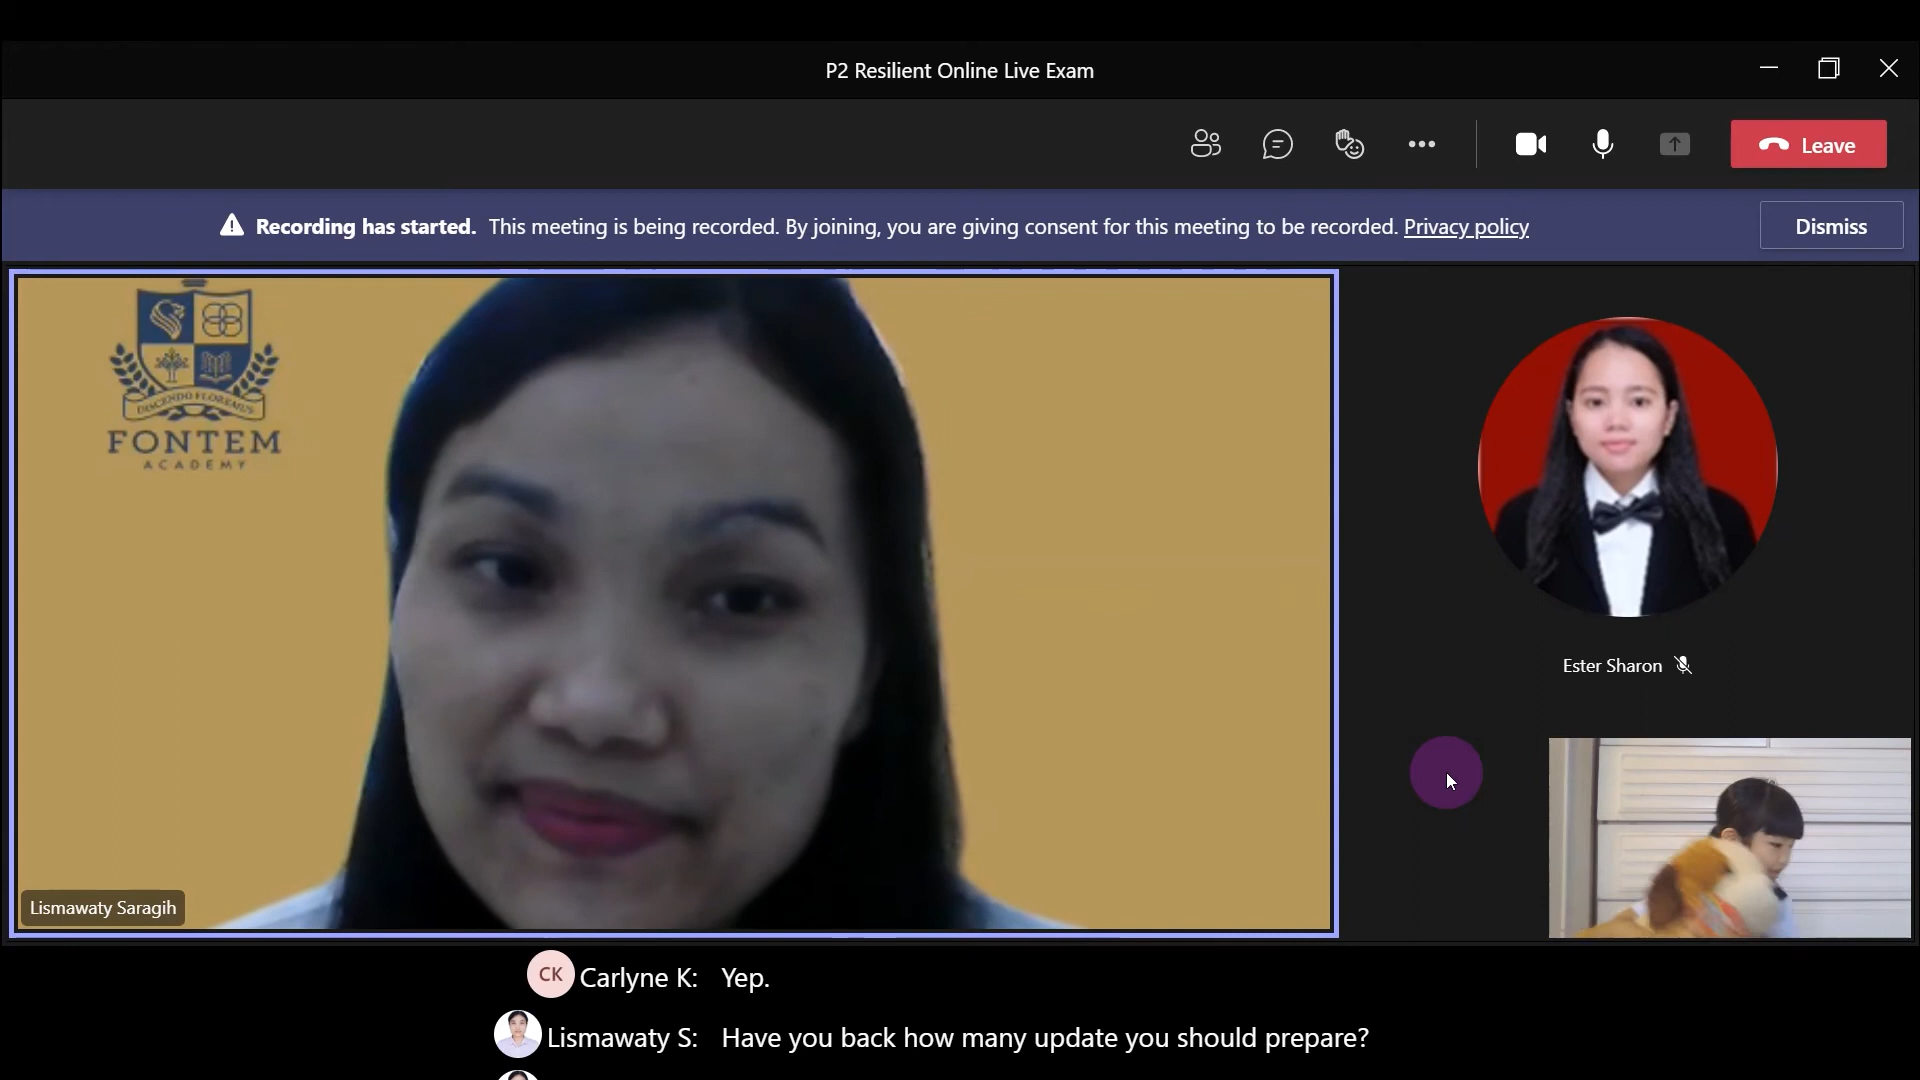 P2 Resilient Online Live Exam
Leave
Recording has started. This meeting is being recorded. By joining, you are giving consent for this meeting to be recorded. Privacy policy
Dismiss
DISCENDO FLOREMUS
FONTEM
ACADEMY
Ester Sharon
Lismawaty Saragih
CK Carlyne K: Yep.
Lismawaty S: Have you back how many update you should prepare?